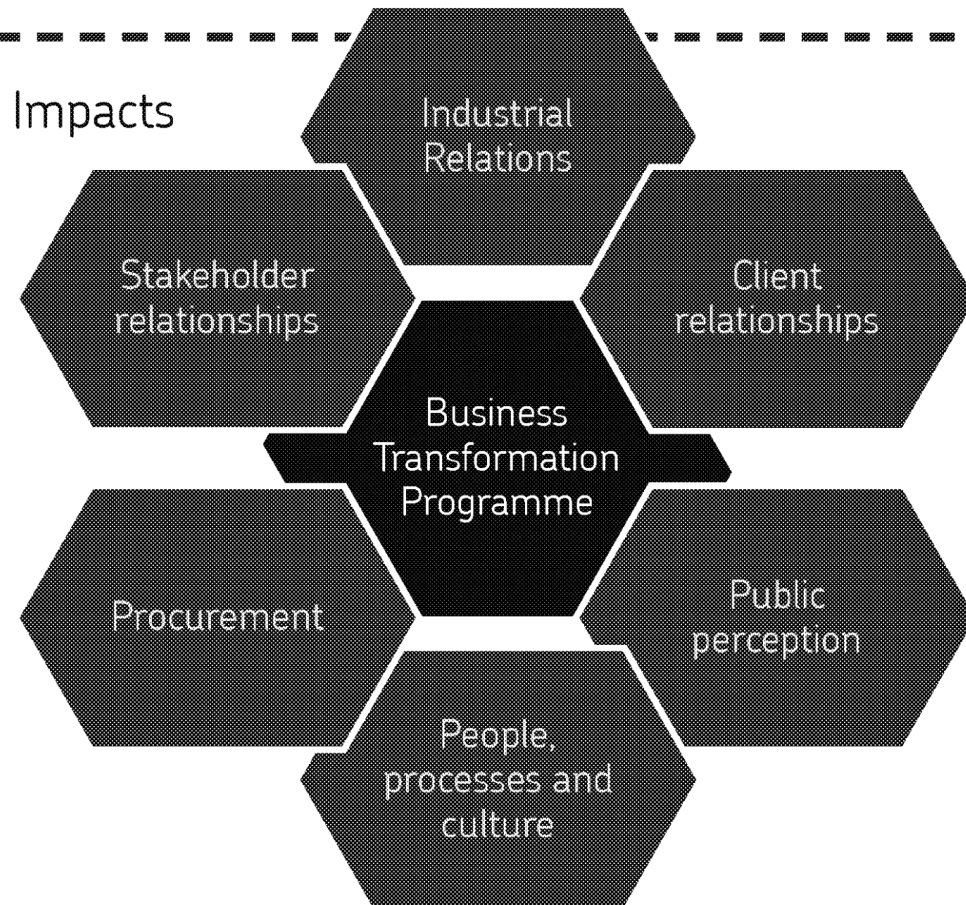 Impacts
Industrial
Relations
Stakeholder
relationships
Client
relationships
Business
Transformation
Programme
Procurement
Public
perception
People,
processes and
culture